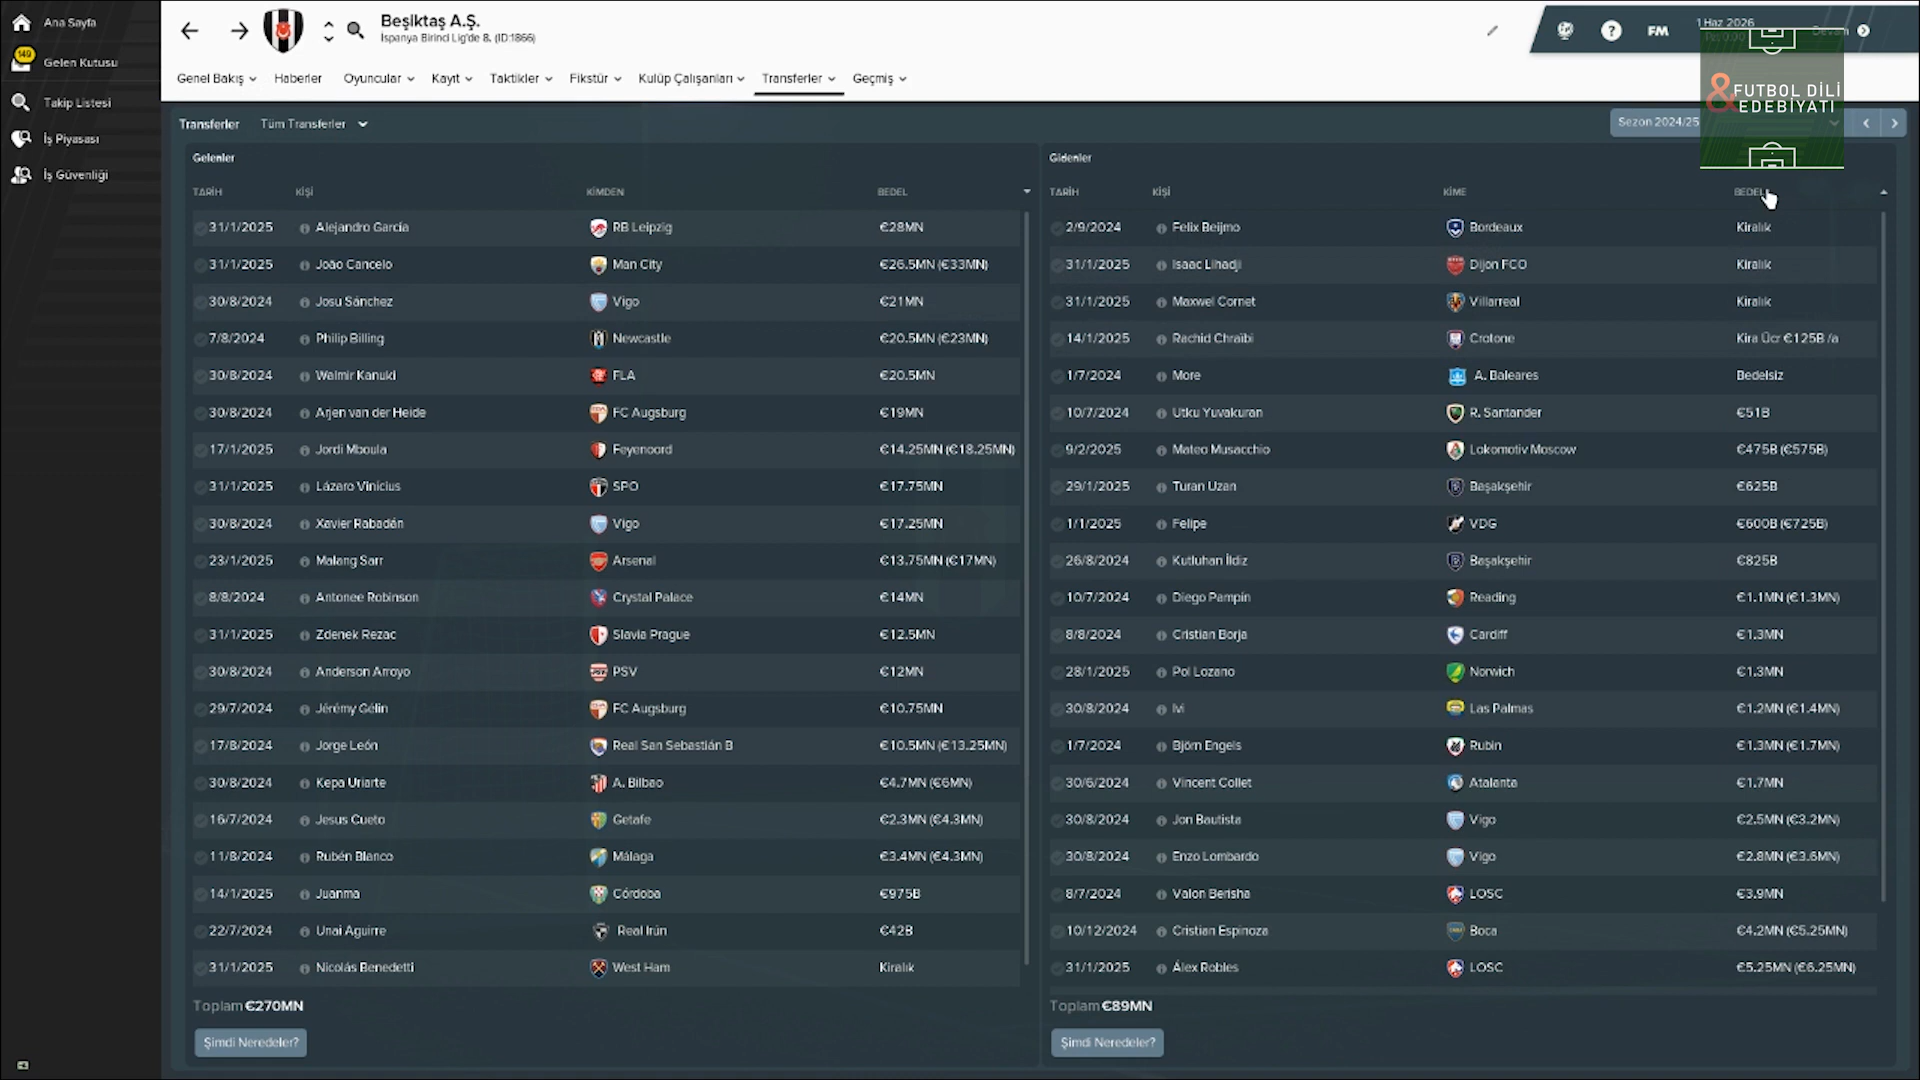 Ana Sayfa
149
Gelen Kutusu
Takip Listesi
İş Piyasası
İş Güvenliği
Beşiktaş A.Ş.
İspanya Birinci Lig'de 8. (ID:1866)
FM
1 Haz 2026
Devam
Genel Bakış
Haberler
Oyuncular
Kayıt
Taktikler
Fikstür
Kulüp Çalışanları
Transferler
Geçmiş
& FUTBOL DİLİ
EDEBİYATI
Transferler Tüm Transferler
Sezon 2024/25
Gelenler
TARİH KİŞİ KİMDEN BEDEL
31/1/2025 Alejandro García RB Leipzig €28MN
31/1/2025 João Cancelo Man City €26.5MN (€33MN)
30/8/2024 Josu Sánchez Vigo €21MN
7/8/2024 Philip Billing Newcastle €20.5MN (€23MN)
30/8/2024 Walmir Kanuki FLA €20.5MN
30/8/2024 Arjen van der Heide FC Augsburg €19MN
17/1/2025 Jordi Mboula Feyenoord €14.25MN (€18.25MN)
31/1/2025 Lázaro Vinícius SPO €17.75MN
30/8/2024 Xavier Rabadán Vigo €17.25MN
23/1/2025 Malang Sarr Arsenal €13.75MN (€17MN)
8/8/2024 Antonee Robinson Crystal Palace €14MN
31/1/2025 Zdenek Rezac Slavia Prague €12.5MN
30/8/2024 Anderson Arroyo PSV €12MN
29/7/2024 Jérémy Gélin FC Augsburg €10.75MN
17/8/2024 Jorge León Real San Sebastián B €10.5MN (€13.25MN)
30/8/2024 Kepa Uriarte A. Bilbao €4.7MN (€6MN)
16/7/2024 Jesus Cueto Getafe €2.3MN (€4.3MN)
11/8/2024 Rubén Blanco Málaga €3.4MN (€4.3MN)
14/1/2025 Juanma Córdoba €975B
22/7/2024 Unai Aguirre Real Irún €42B
31/1/2025 Nicolás Benedetti West Ham Kiralık
Toplam €270MN
Şimdi Neredeler?
Gidenler
TARİH KİŞİ KİME BEDEL
2/9/2024 Felix Beijmo Bordeaux Kiralık
31/1/2025 Isaac Lihadji Dijon FCO Kiralık
31/1/2025 Maxwel Cornet Villarreal Kiralık
14/1/2025 Rachid Chraïbi Crotone Kira Ücr €125B /a
1/7/2024 More A. Baleares Bedelsiz
10/7/2024 Utku Yuvakuran R. Santander €51B
9/2/2025 Mateo Musacchio Lokomotiv Moscow €475B (€575B)
29/1/2025 Turan Uzan Başakşehir €625B
1/1/2025 Felipe VDG €600B (€725B)
26/8/2024 Kutluhan İldiz Başakşehir €825B
10/7/2024 Diego Pampín Reading €1.1MN (€1.3MN)
8/8/2024 Cristian Borja Cardiff €1.3MN
28/1/2025 Pol Lozano Norwich €1.3MN
30/8/2024 Ivi Las Palmas €1.2MN (€1.4MN)
1/7/2024 Björn Engels Rubin €1.3MN (€1.7MN)
30/6/2024 Vincent Collet Atalanta €1.7MN
30/8/2024 Jon Bautista Vigo €2.5MN (€3.2MN)
30/8/2024 Enzo Lombardo Vigo €2.8MN (€3.6MN)
8/7/2024 Valon Berisha LOSC €3.9MN
10/12/2024 Cristian Espinoza Boca €4.2MN (€5.25MN)
31/1/2025 Álex Robles LOSC €5.25MN (€6.25MN)
Toplam €89MN
Şimdi Neredeler?